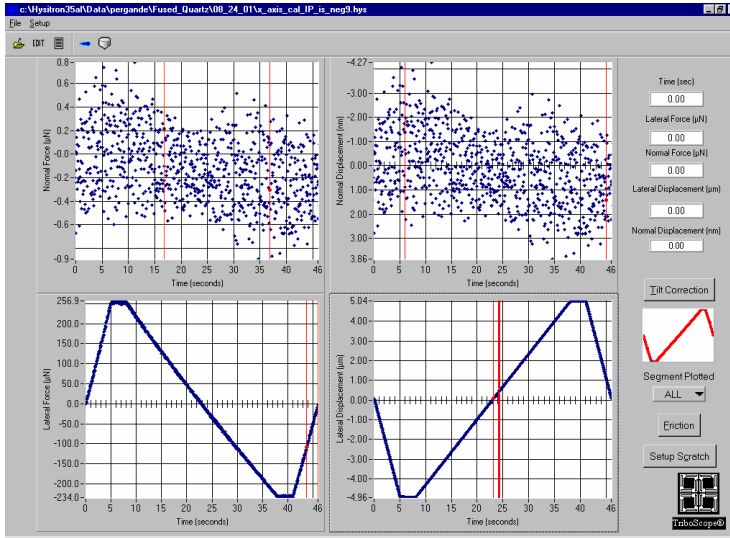 c:\Hysitron35al\Data\pergande\Fused_Quartz\08_24_01\x_axis_cal_IP_is_neg9.hys
File Setup
EDIT
Normal Force (µN)
0.8
0.6
0.4
0.2
-0.0
-0.2
-0.4
-0.6
-0.9
0 5 10 15 20 25 30 35 40 46
Time (seconds)
Normal Displacement (nm)
-4.27
-3.00
-2.00
-1.00
0.00
1.00
2.00
3.00
3.86
0 5 10 15 20 25 30 35 40 46
Time (seconds)
Lateral Force (µN)
256.9
200.0
150.0
100.0
50.0
0.0
-50.0
-100.0
-150.0
-200.0
-234.0
0 5 10 15 20 25 30 35 40 46
Time (seconds)
Lateral Displacement (µm)
5.04
4.00
3.00
2.00
1.00
0.00
-1.00
-2.00
-3.00
-4.00
-4.96
0 5 10 15 20 25 30 35 40 46
Time (seconds)
Time (sec)
0.00
Lateral Force (µN)
0.00
Normal Force (µN)
0.00
Lateral Displacement (µm)
0.00
Normal Displacement (nm)
0.00
Tilt Correction
Segment Plotted
ALL
Friction
Setup Scratch
TriboScope®